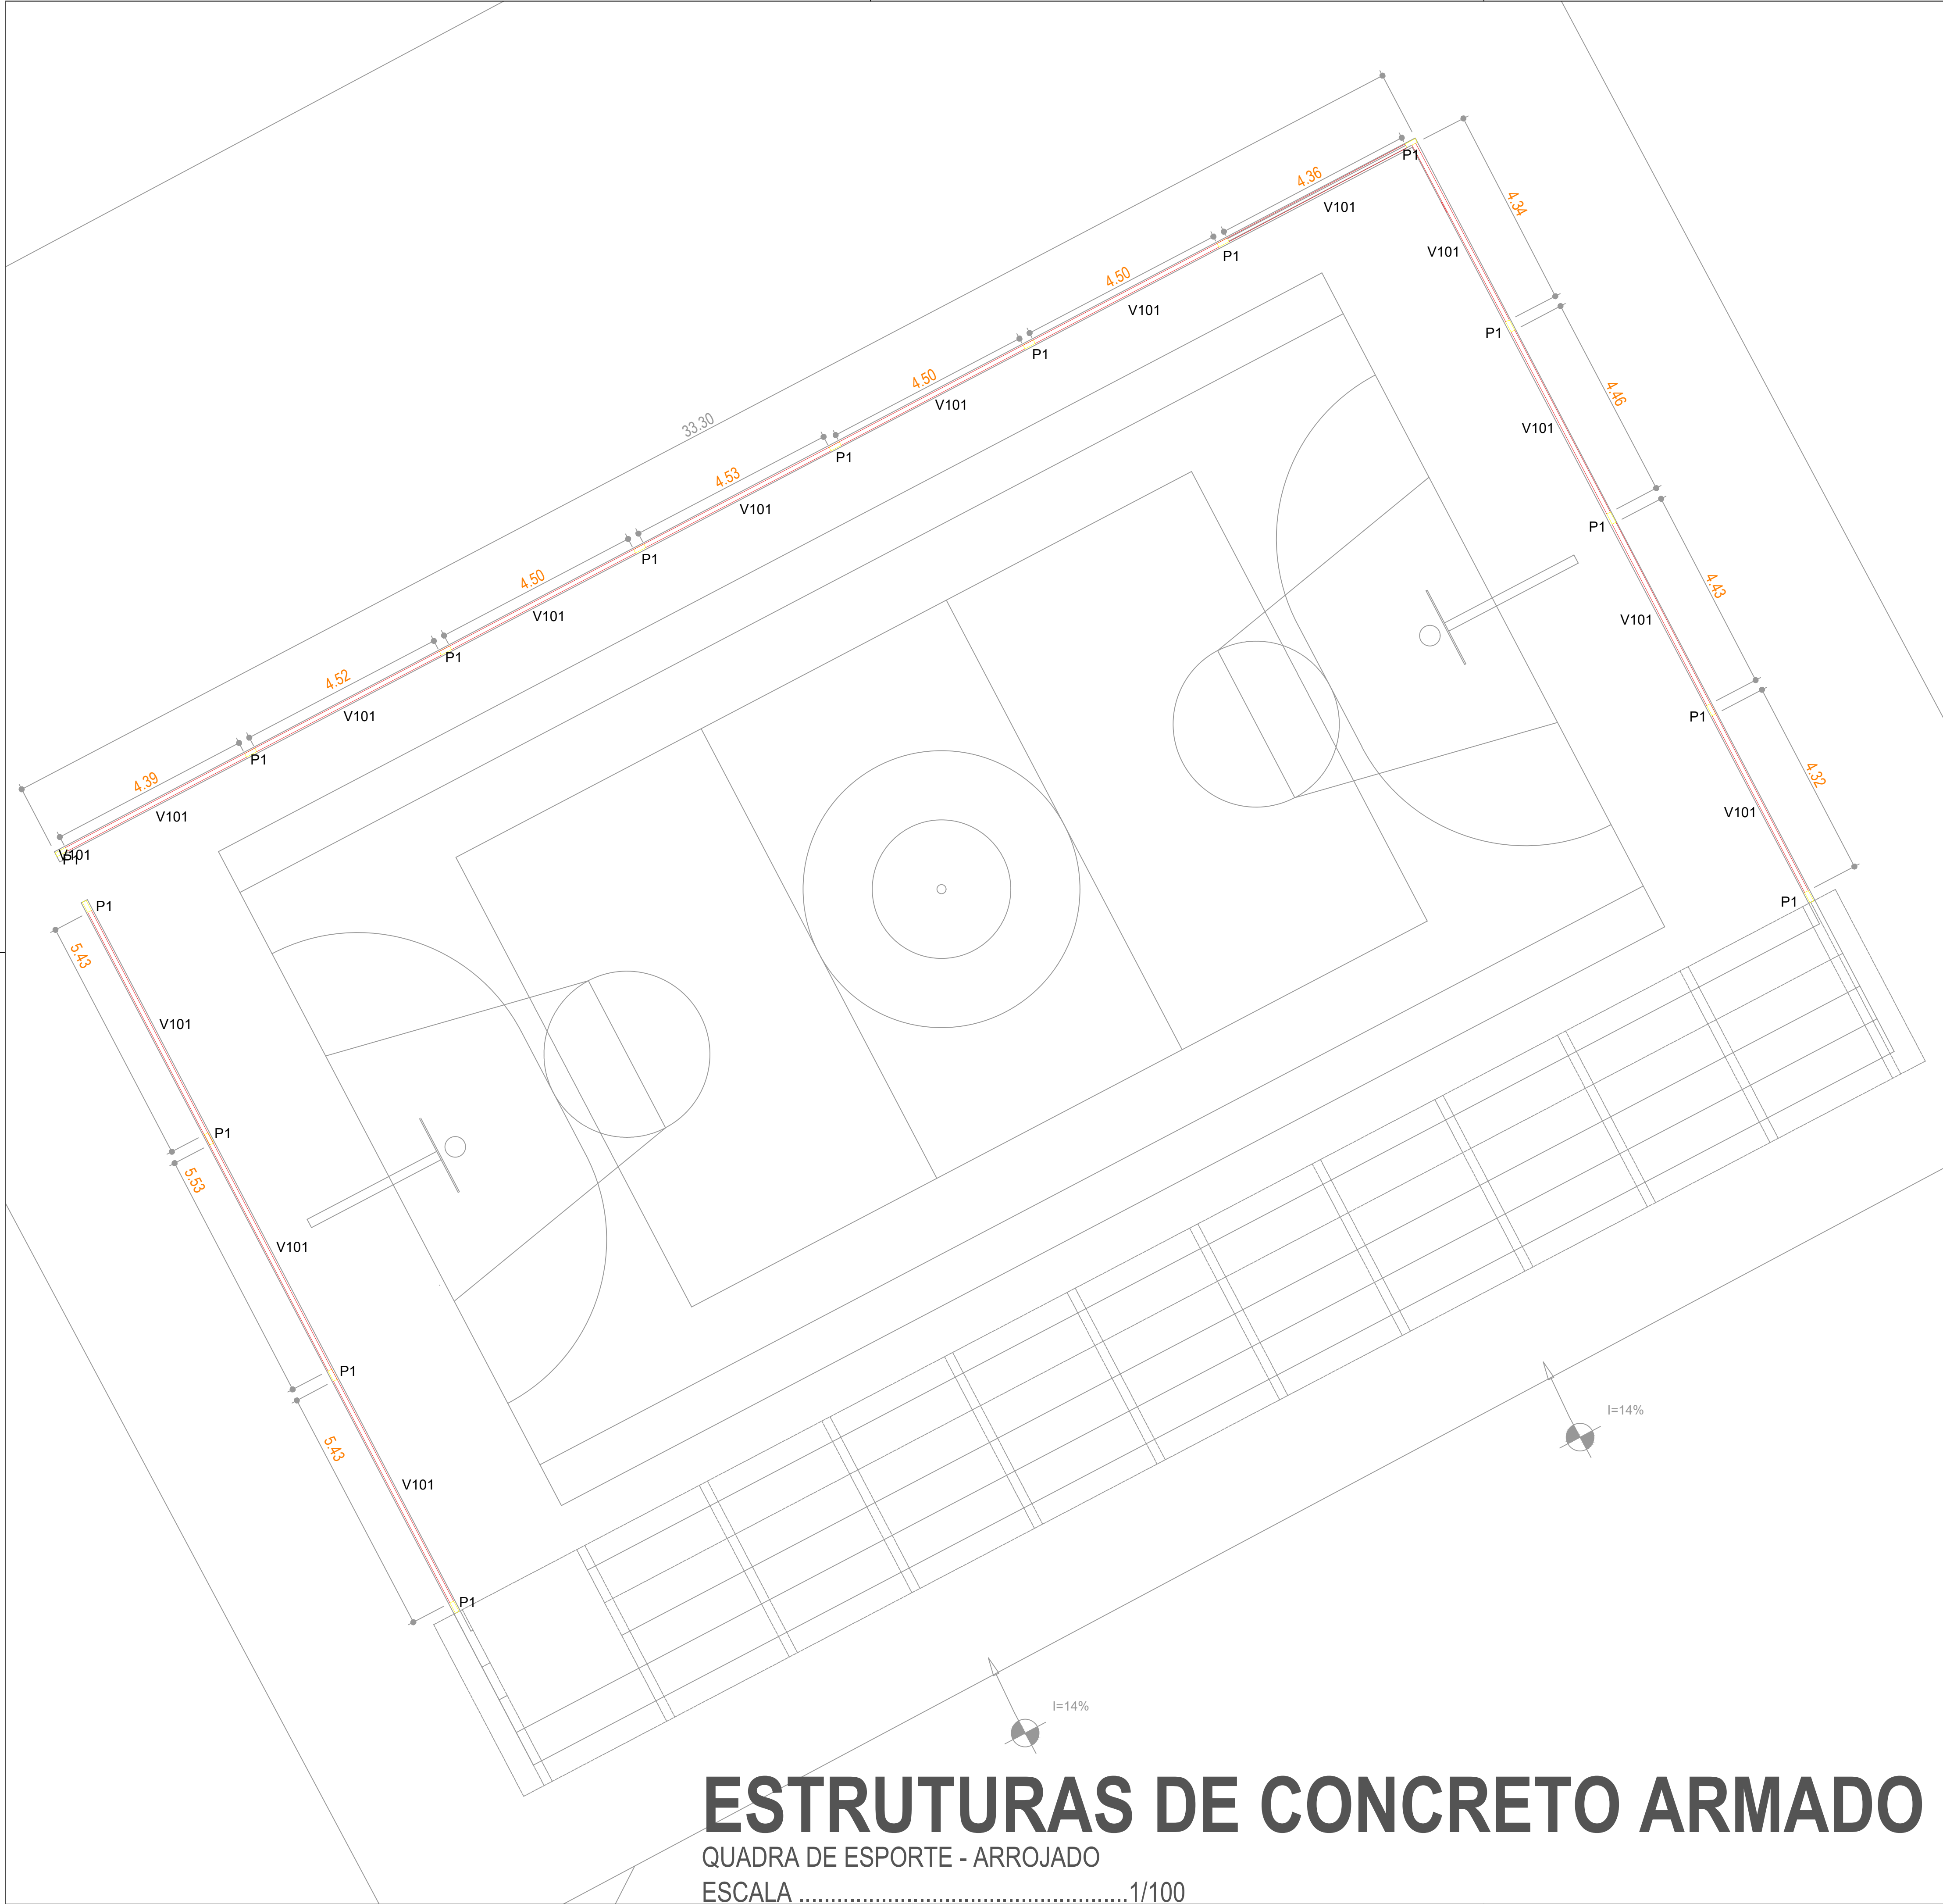 P1
4.36
V101
4.34
V101
P1
4.50
V101
P1
4.50
V101
P1
4.46
V101
33.30
4.53
V101
P1
P1
4.50
V101
P1
4.43
V101
4.52
V101
P1
P1
4.39
V101
P1
4.32
V101
V101
P1
P1
P1
5.43
V101
P1
5.53
V101
P1
5.43
V101
P1
I=14%
I=14%
ESTRUTURAS DE CONCRETO ARMADO
QUADRA DE ESPORTE - ARROJADO
ESCALA ....................................................1/100